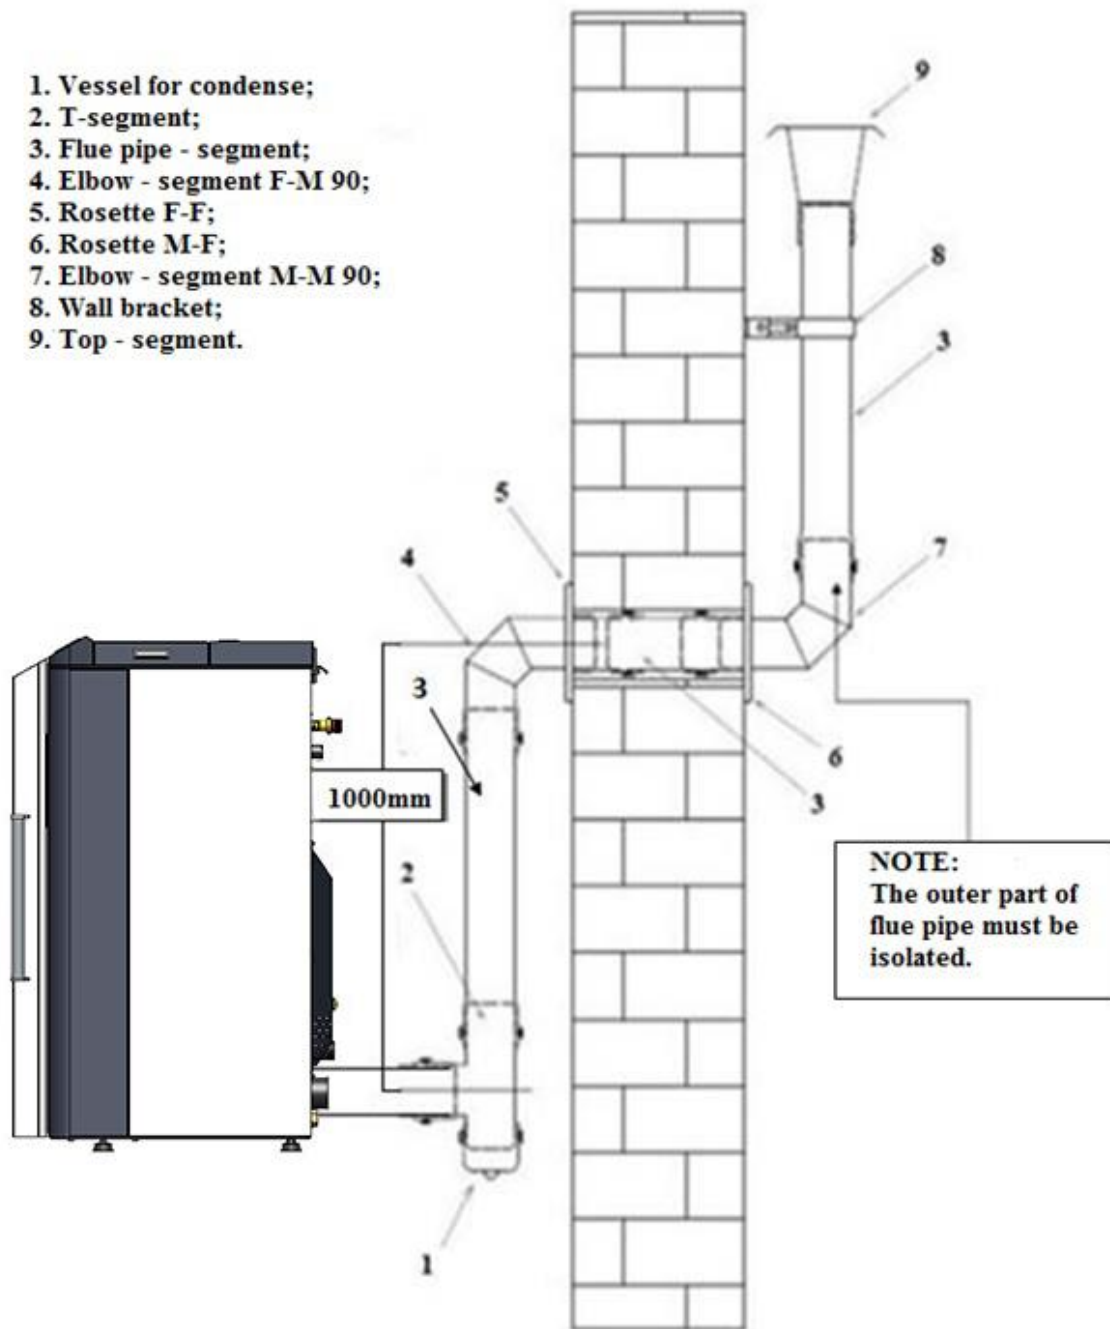 1. Vessel for condense;
2. T-segment;
3. Flue pipe - segment;
4. Elbow - segment F-M 90;
5. Rosette F-F;
6. Rosette M-F;
7. Elbow - segment M-M 90;
8. Wall bracket;
9. Top - segment.
9
8
3
5
4
7
3
6
1000mm
3
2
NOTE:
The outer part of
flue pipe must be
isolated.
1